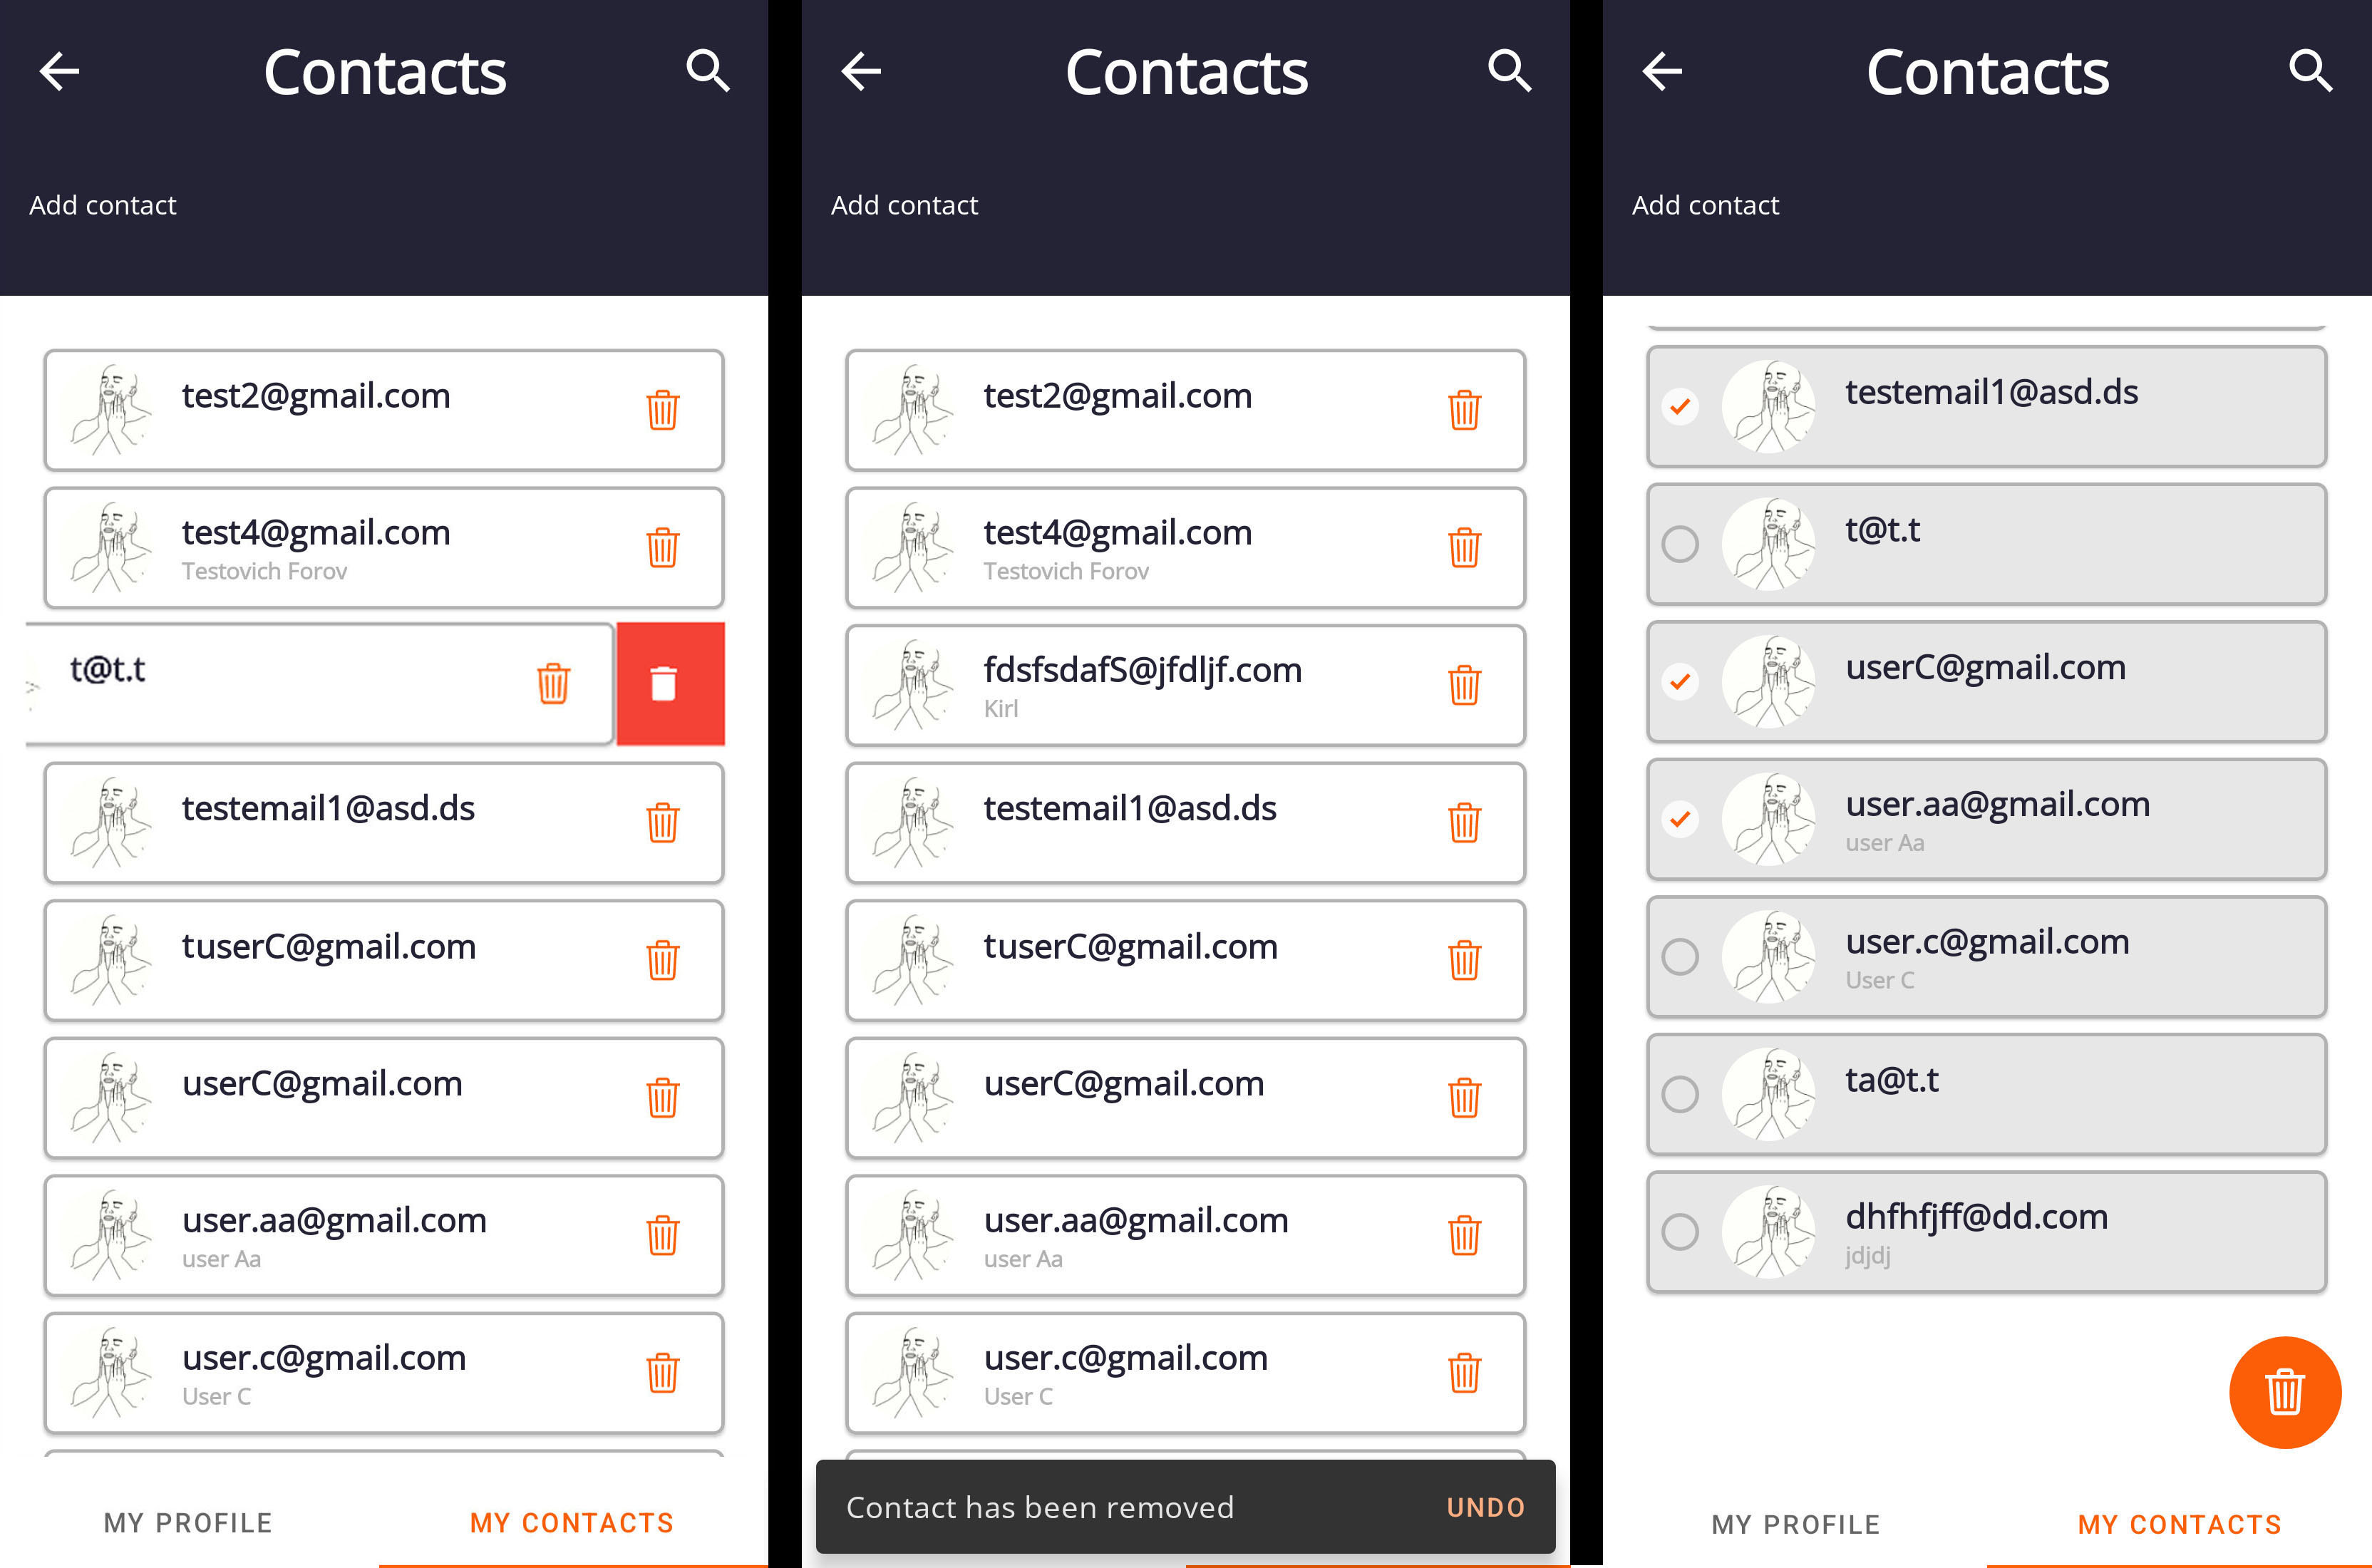 Contacts
Add contact
test2@gmail.com
test4@gmail.com
Testovich Forov
t@t.t
testemail1@asd.ds
tuserC@gmail.com
userC@gmail.com
user.aa@gmail.com
user Aa
user.c@gmail.com
User C
MY PROFILE
MY CONTACTS
Contacts
Add contact
test2@gmail.com
test4@gmail.com
Testovich Forov
fdsfsdafS@jfdljf.com
Kirl
testemail1@asd.ds
tuserC@gmail.com
userC@gmail.com
user.aa@gmail.com
user Aa
user.c@gmail.com
User C
Contact has been removed
UNDO
Contacts
Add contact
testemail1@asd.ds
t@t.t
userC@gmail.com
user.aa@gmail.com
user Aa
user.c@gmail.com
User C
ta@t.t
dhfhfjff@dd.com
jdjdj
MY PROFILE
MY CONTACTS